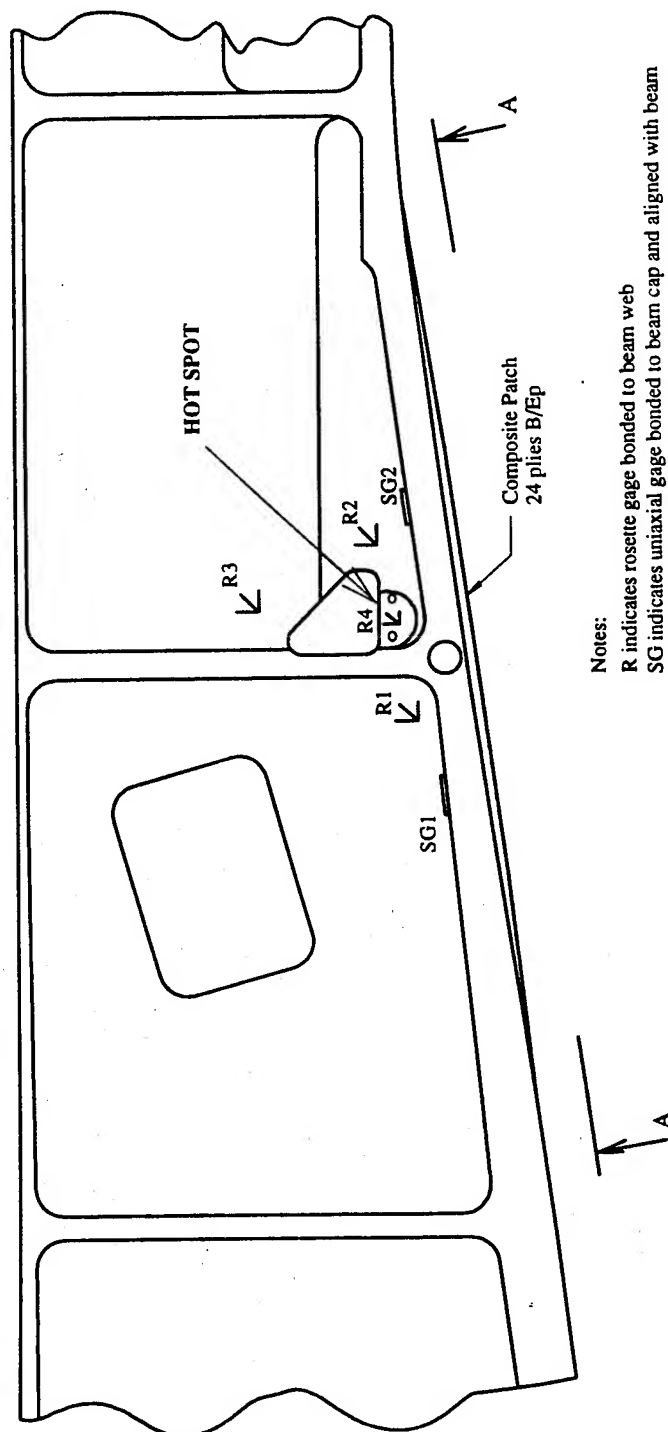 A
HOT SPOT
R3
R2
SG2
R4
R1
SG1
Composite Patch
24 plies B/Ep
A
Notes:
R indicates rosette gage bonded to beam web
SG indicates uniaxial gage bonded to beam cap and aligned with beam